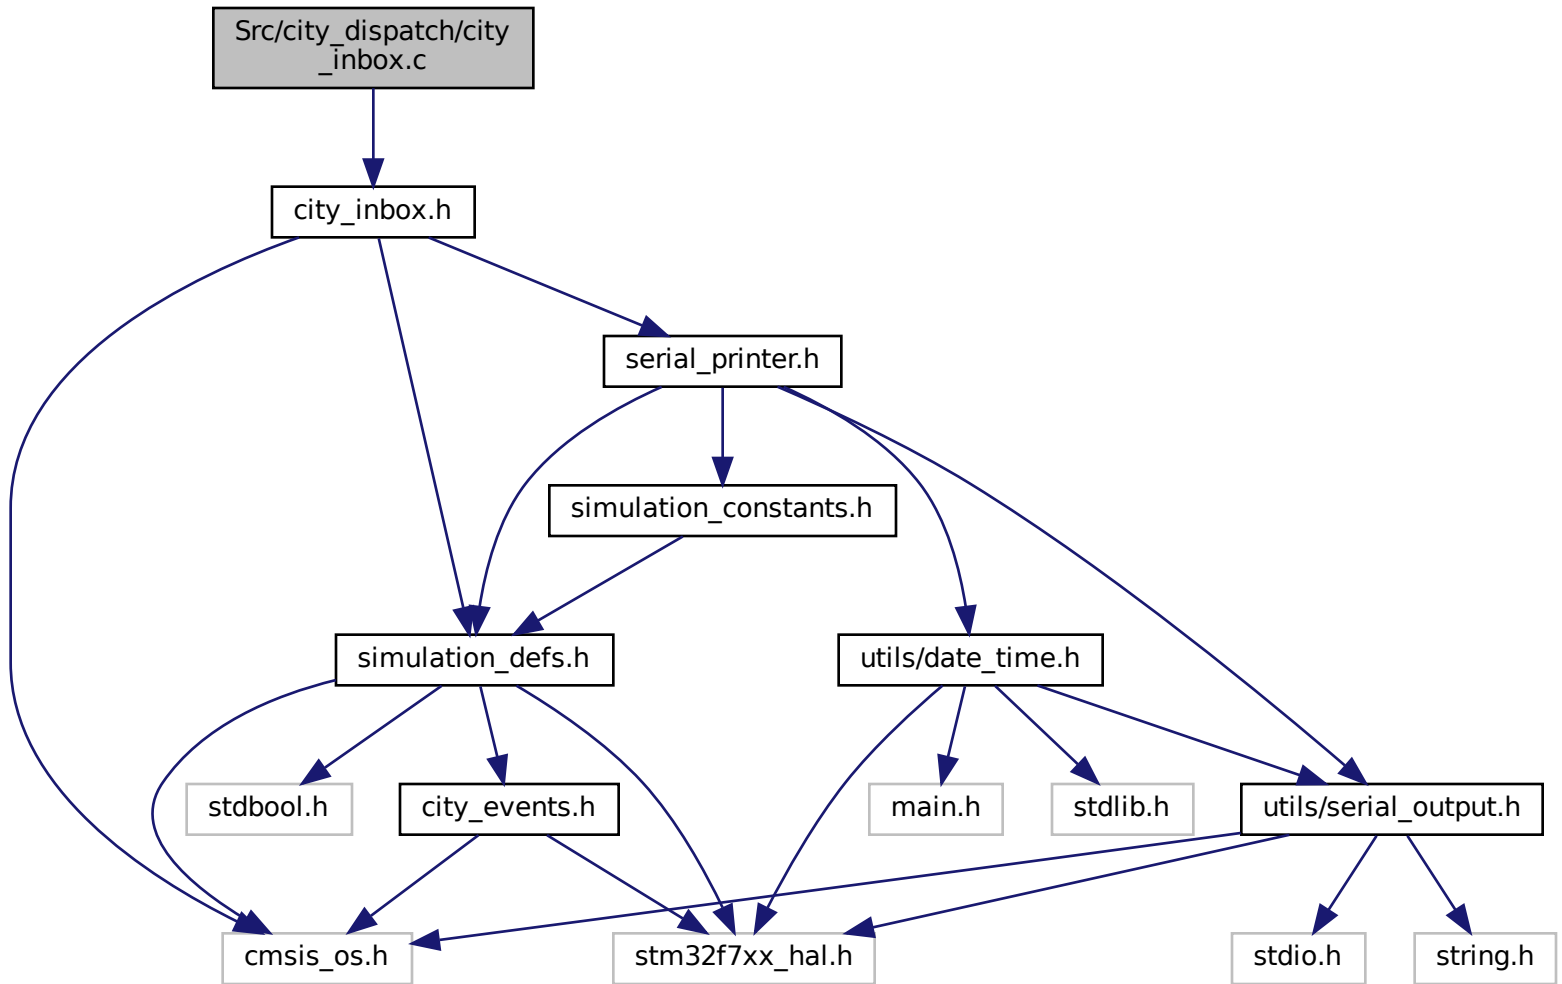 Src/city_dispatch/city
_inbox.c
city_inbox.h
serial_printer.h
simulation_constants.h
simulation_defs.h
utils/date_time.h
stdbool.h
city_events.h
main.h
stdlib.h
utils/serial_output.h
cmsis_os.h
stm32f7xx_hal.h
stdio.h
string.h